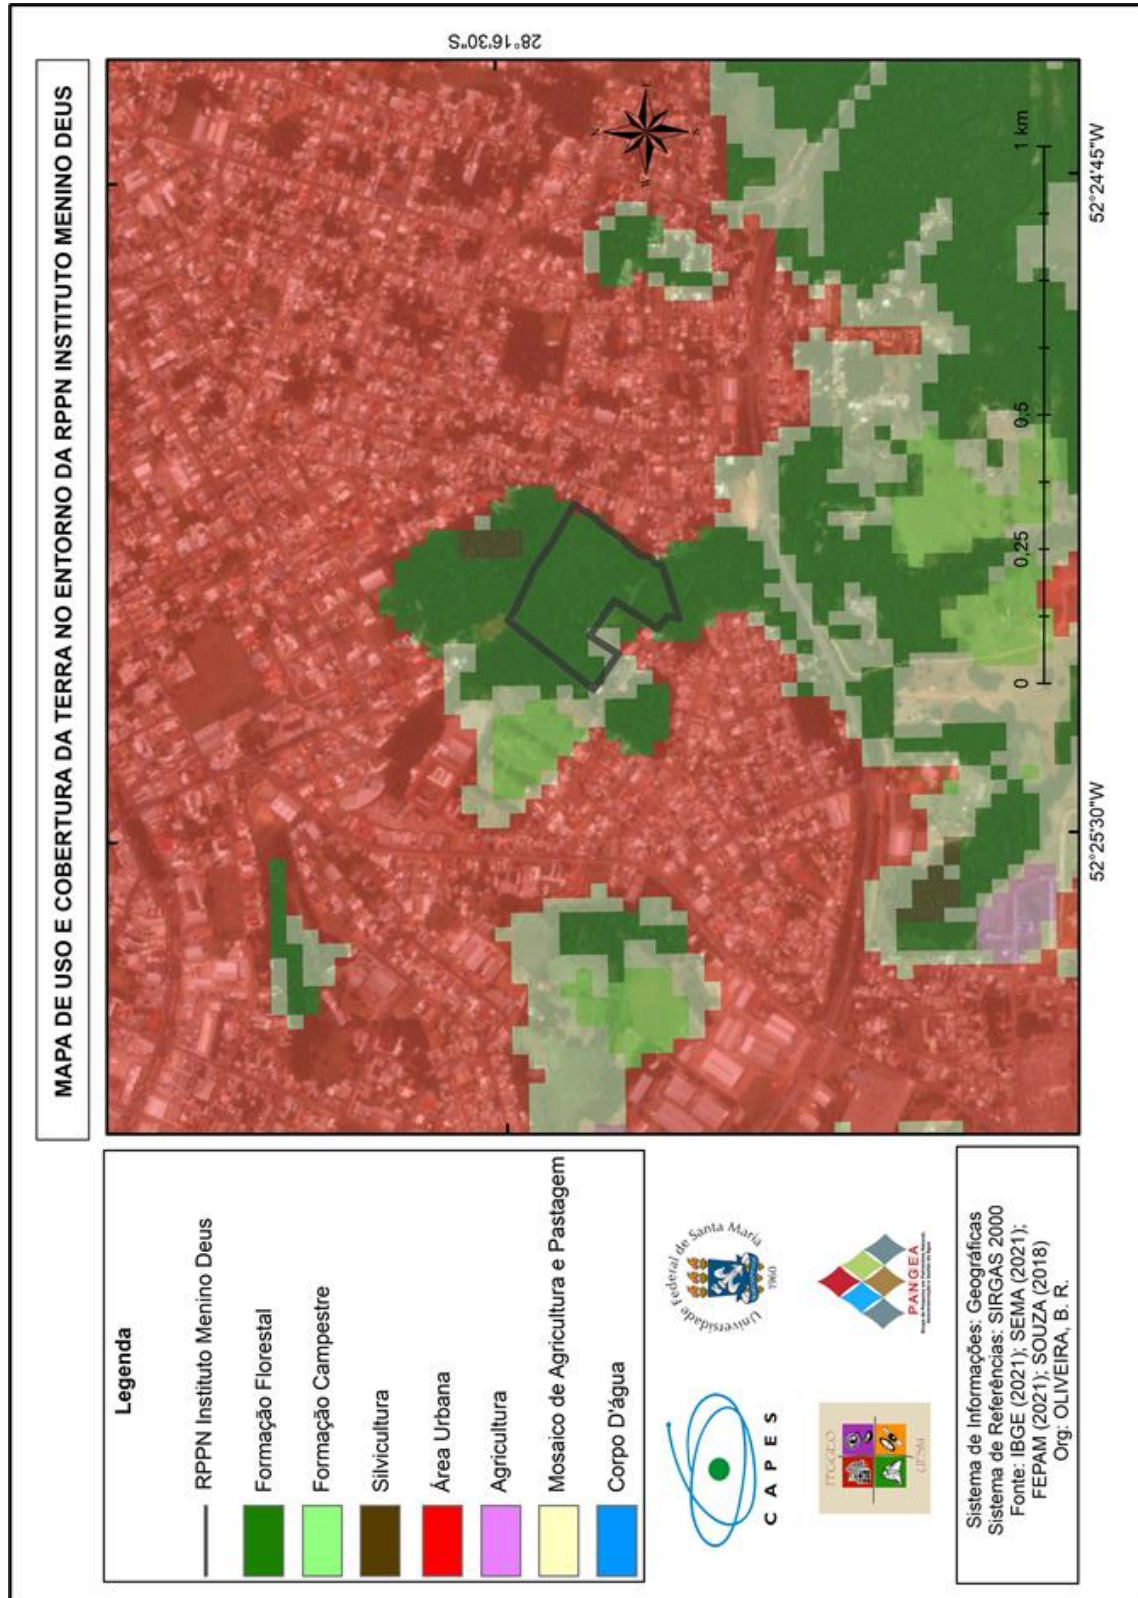 MAPA DE USO E COBERTURA DA TERRA NO ENTORNO DA RPPN INSTITUTO MENINO DEUS
28°16'30"S
N
S
W
52°24'45"W
52°25'30"W
0 0,25 0,5 1 km
Legenda
RPPN Instituto Menino Deus
Formação Florestal
Formação Campestre
Silvicultura
Área Urbana
Agricultura
Mosaico de Agricultura e Pastagem
Corpo D'água
CAPES
Universidade Federal de Santa Maria
1960
PPGGEO
UFSM
PANGEA
Sistema de Informações: Geográficas
Sistema de Referências: SIRGAS 2000
Fonte: IBGE (2021); SEMA (2021);
FEPAM (2021); SOUZA (2018)
Org: OLIVEIRA, B. R.